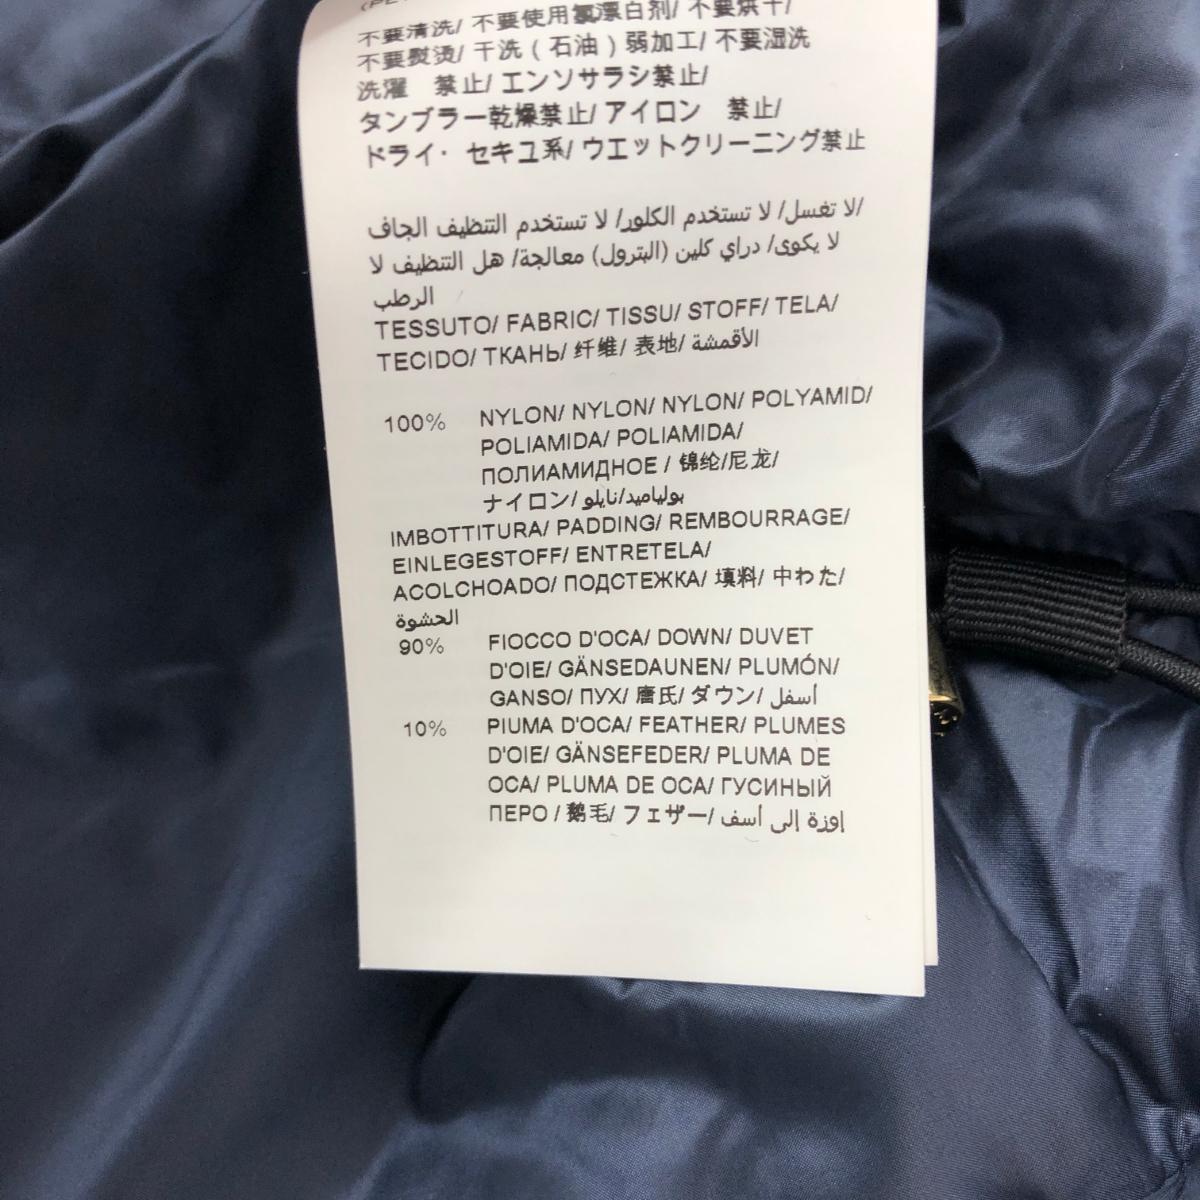 不要清洗/ 不要使用氯漂白剂/ 不要烘干/
不要熨烫/ 干洗 ( 石油 ) 弱加工/ 不要湿洗
洗濯　禁止/ エンソサラシ禁止/
タンブラー乾燥禁止/ アイロン　禁止/
ドライ・ セキユ系/ ウエットクリーニング禁止
لا تغسل/ لا تستخدم الكلور/ لا تستخدم التنظيف الجاف/
لا يكوى/ دراي كلين (البترول) معالجة/ هل التنظيف لا
الرطب
TESSUTO/ FABRIC/ TISSU/ STOFF/ TELA/
TECIDO/ ТКАНЬ/ 纤维/ 表地/ الأقمشة
100% NYLON/ NYLON/ NYLON/ POLYAMID/
POLIAMIDA/ POLIAMIDA/
ПОЛИАМИДНОЕ / 锦纶/尼龙/
ナイロン/ بولياميد/نايلو
IMBOTTITURA/ PADDING/ REMBOURRAGE/
EINLEGESTOFF/ ENTRETELA/
ACOLCHOADO/ ПОДСТЕЖКА/ 填料/ 中わた/
الحشوة
90% FIOCCO D'OCA/ DOWN/ DUVET
D'OIE/ GÄNSEDAUNEN/ PLUMÓN/
GANSO/ ПУХ/ 唐氏/ ダウン/ أسفل
10% PIUMA D'OCA/ FEATHER/ PLUMES
D'OIE/ GÄNSEFEDER/ PLUMA DE
OCA/ PLUMA DE OCA/ ГУСИНЫЙ
ПЕРО / 鹅毛/ フェザー/ إوزة إلى أسف